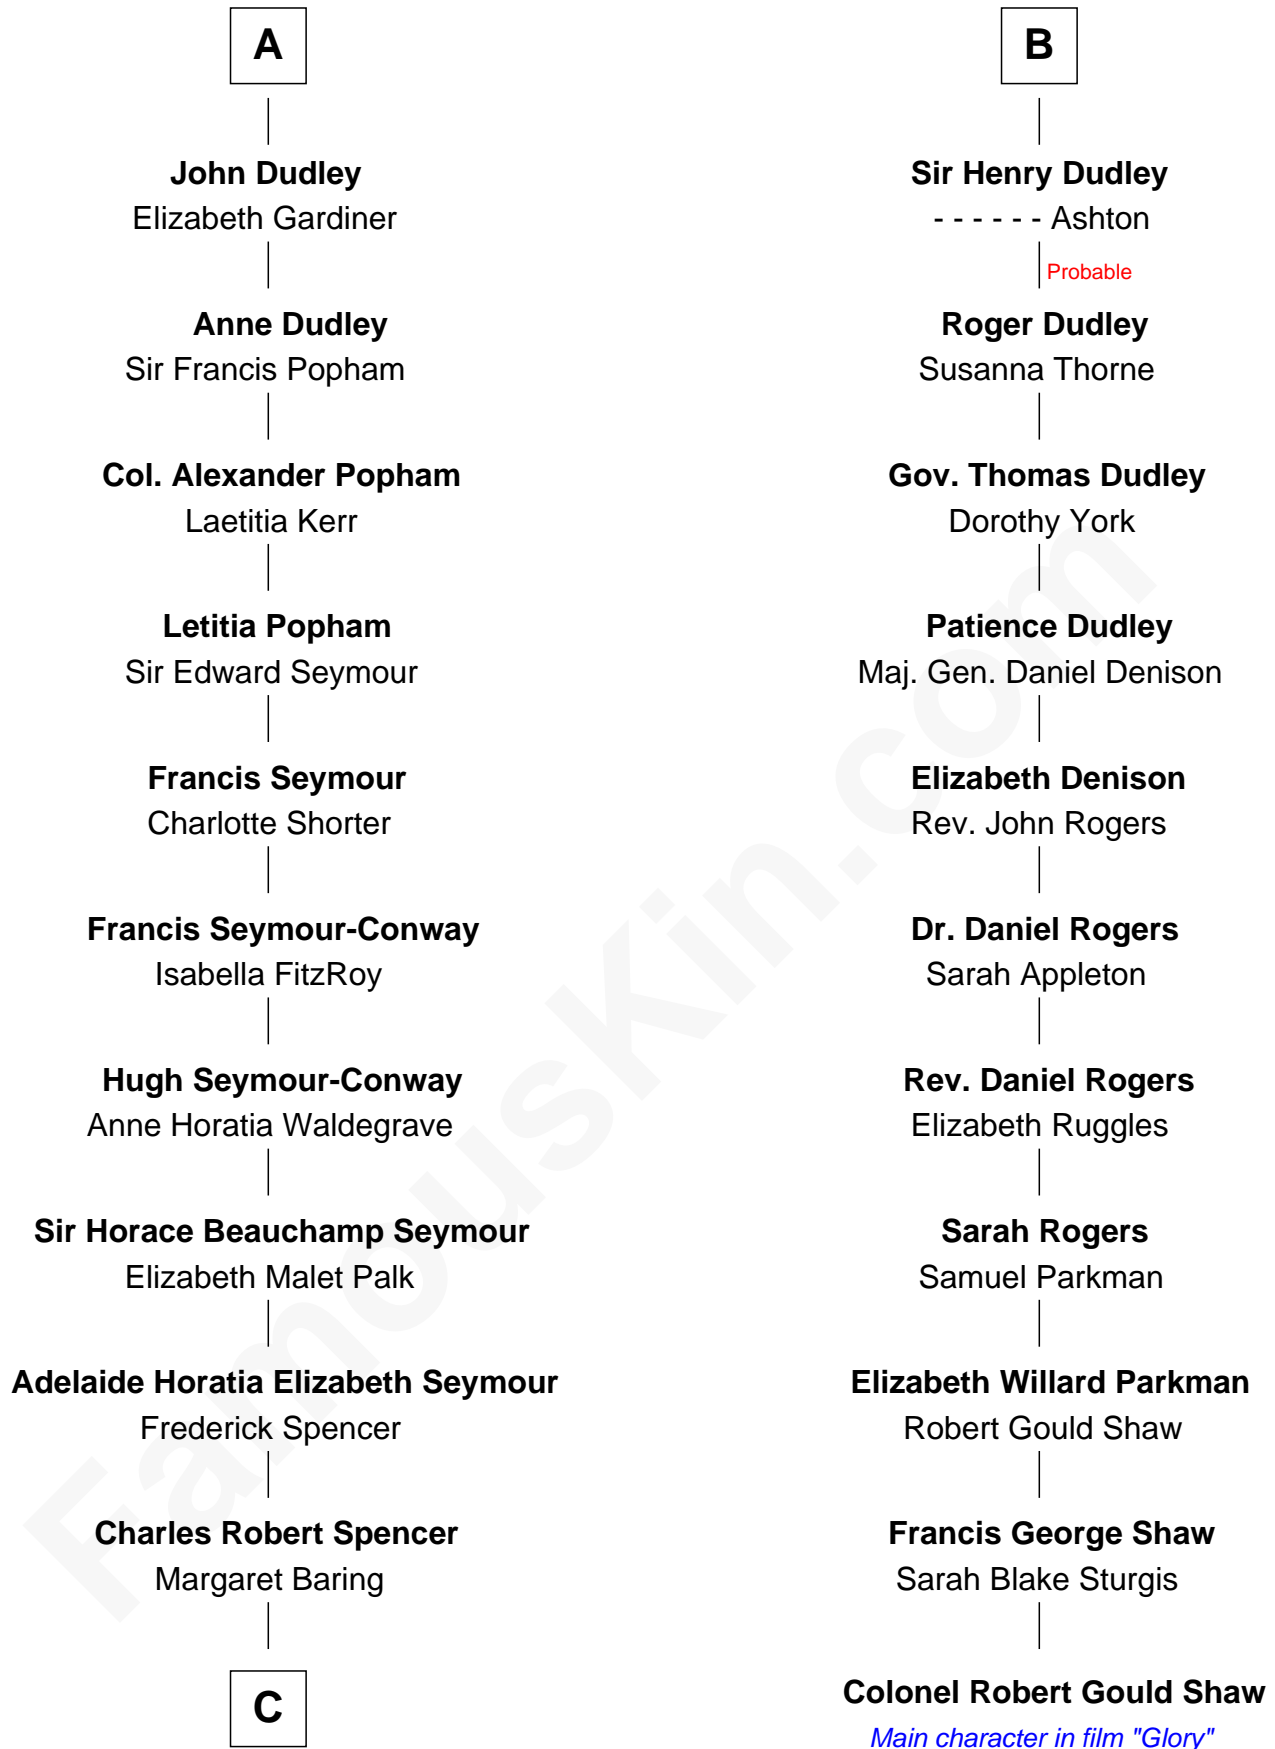 A
John Dudley
Elizabeth Gardiner
Anne Dudley
Sir Francis Popham
Col. Alexander Popham
Laetitia Kerr
Letitia Popham
Sir Edward Seymour
Francis Seymour
Charlotte Shorter
Francis Seymour-Conway
Isabella FitzRoy
Hugh Seymour-Conway
Anne Horatia Waldegrave
Sir Horace Beauchamp Seymour
Elizabeth Malet Palk
Adelaide Horatia Elizabeth Seymour
Frederick Spencer
Charles Robert Spencer
Margaret Baring
C
B
Sir Henry Dudley
- - - - - - Ashton
Probable
Roger Dudley
Susanna Thorne
Gov. Thomas Dudley
Dorothy York
Patience Dudley
Maj. Gen. Daniel Denison
Elizabeth Denison
Rev. John Rogers
Dr. Daniel Rogers
Sarah Appleton
Rev. Daniel Rogers
Elizabeth Ruggles
Sarah Rogers
Samuel Parkman
Elizabeth Willard Parkman
Robert Gould Shaw
Francis George Shaw
Sarah Blake Sturgis
Colonel Robert Gould Shaw
Main character in film "Glory"
FamousKin.com